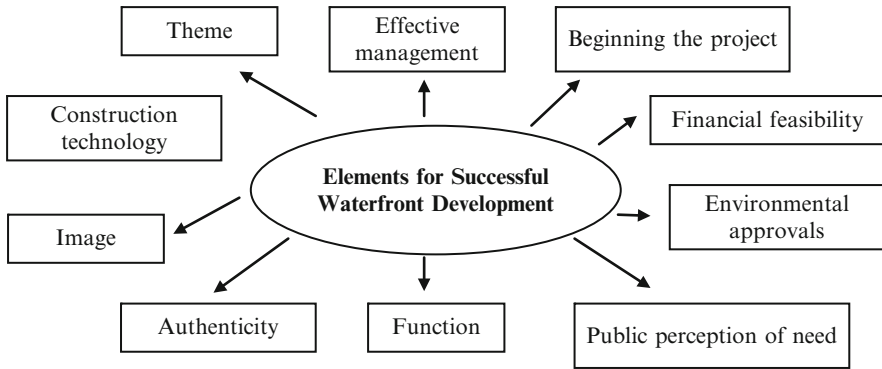 Theme
Effective
management
Beginning the project
Construction
technology
Financial feasibility
Elements for Successful
Waterfront Development
Image
Environmental
approvals
Authenticity
Function
Public perception of need